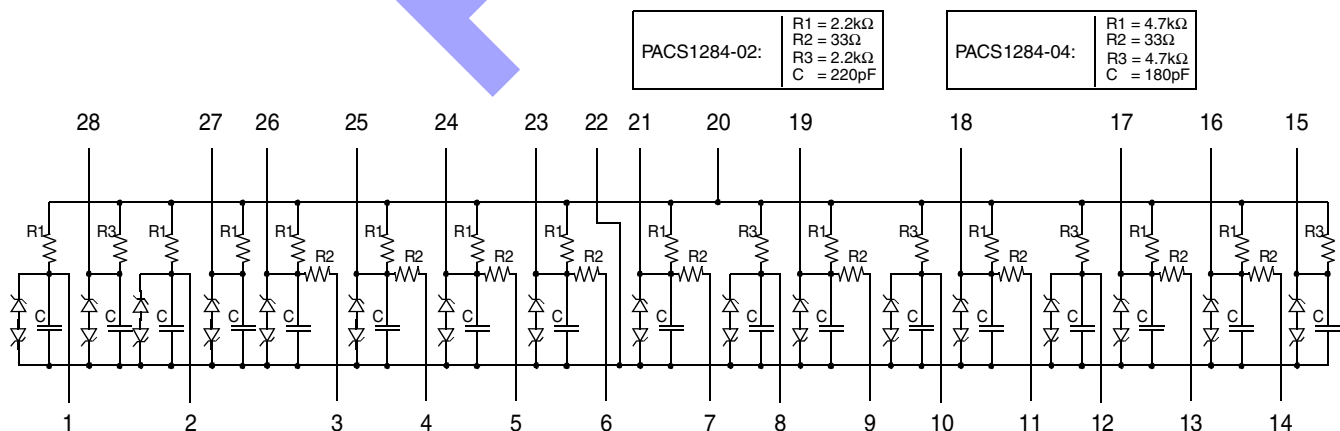 PACS1284-02:
R1 = 2.2kΩ
R2 = 33Ω
R3 = 2.2kΩ
C = 220pF
PACS1284-04:
R1 = 4.7kΩ
R2 = 33Ω
R3 = 4.7kΩ
C = 180pF
28 27 26 25 24 23 22 21 20 19 18 17 16 15
R1 R3 R1 R1 R1 R1 R1 R1 R1 R3 R1 R3 R1 R3 R1 R1 R3
R2 R2 R2 R2 R2 R2 R2 R2 R2
C C C C C C C C C C C C C C C C C
1 2 3 4 5 6 7 8 9 10 11 12 13 14